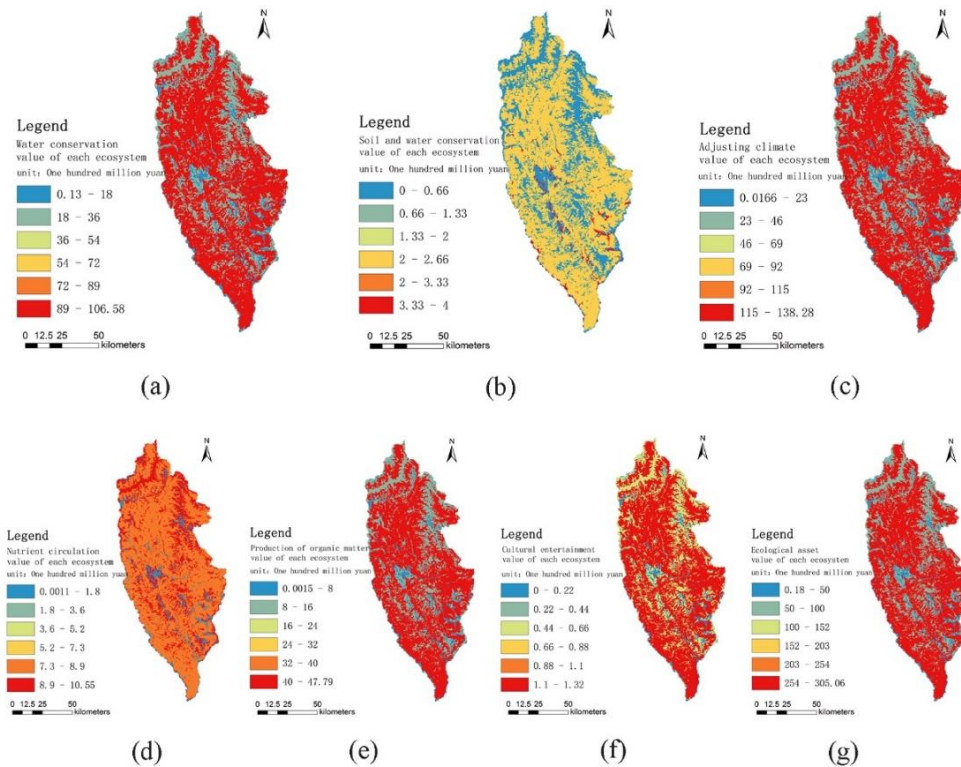 N
Legend
Water conservation
value of each ecosystem
unit: One hundred million yuan
0.13 - 18
18 - 36
36 - 54
54 - 72
72 - 89
89 - 106.58
0 12.5 25 50
kilometers
(a)
N
Legend
Soil and water conservation
value of each ecosystem
unit: One hundred million yuan
0 - 0.66
0.66 - 1.33
1.33 - 2
2 - 2.66
2 - 3.33
3.33 - 4
0 12.5 25 50
kilometers
(b)
N
Legend
Adjusting climate
value of each ecosystem
unit: One hundred million yuan
0.0166 - 23
23 - 46
46 - 69
69 - 92
92 - 115
115 - 138.28
0 12.5 25 50
kilometers
(c)
N
Legend
Nutrient circulation
value of each ecosystem
unit: One hundred million yuan
0.0011 - 1.8
1.8 - 3.6
3.6 - 5.2
5.2 - 7.3
7.3 - 8.9
8.9 - 10.55
0 12.5 25 50
kilometers
(d)
N
Legend
Production of organic matter
value of each ecosystem
unit: One hundred million yuan
0.0015 - 8
8 - 16
16 - 24
24 - 32
32 - 40
40 - 47.79
0 12.5 25 50
kilometers
(e)
N
Legend
Cultural entertainment
value of each ecosystem
unit: One hundred million yuan
0 - 0.22
0.22 - 0.44
0.44 - 0.66
0.66 - 0.88
0.88 - 1.1
1.1 - 1.32
0 12.5 25 50
kilometers
(f)
N
Legend
Ecological asset
value of each ecosystem
unit: One hundred million yuan
0.18 - 50
50 - 100
100 - 152
152 - 203
203 - 254
254 - 305.06
0 12.5 25 50
kilometers
(g)